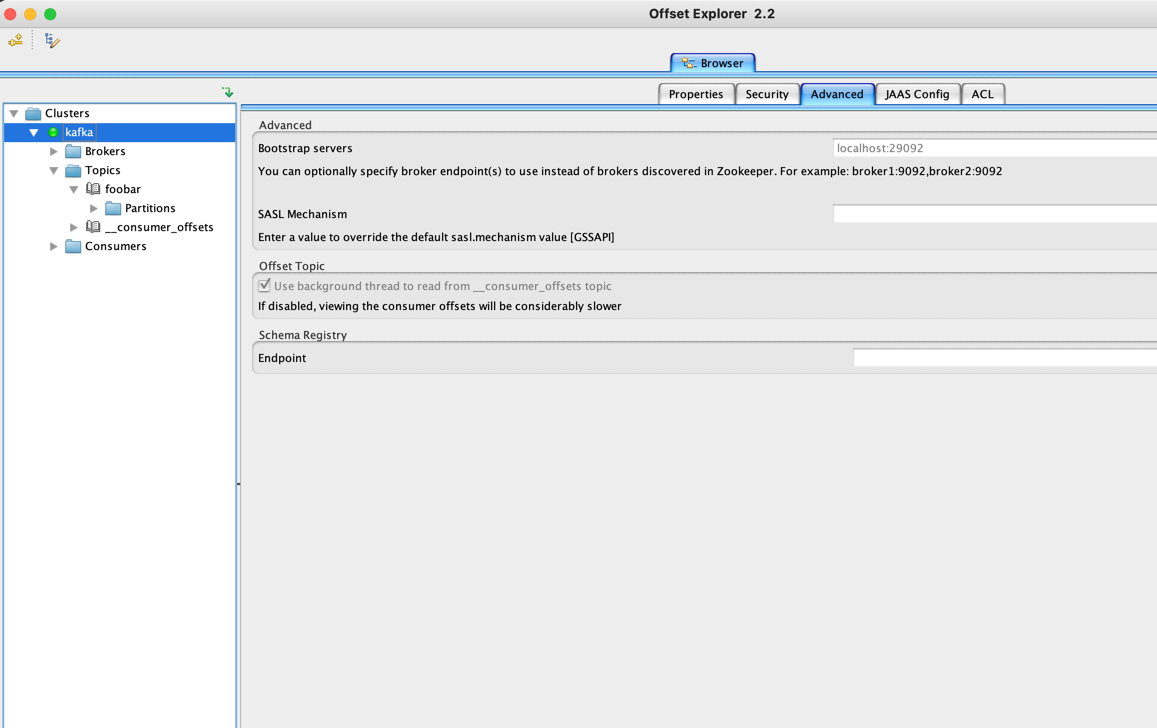 Offset Explorer 2.2
Browser
Properties Security Advanced JAAS Config ACL
Clusters
kafka
Brokers
Topics
foobar
Partitions
__consumer_offsets
Consumers
Advanced
Bootstrap servers localhost:29092
You can optionally specify broker endpoint(s) to use instead of brokers discovered in Zookeeper. For example: broker1:9092,broker2:9092
SASL Mechanism
Enter a value to override the default sasl.mechanism value [GSSAPI]
Offset Topic
Use background thread to read from __consumer_offsets topic
If disabled, viewing the consumer offsets will be considerably slower
Schema Registry
Endpoint